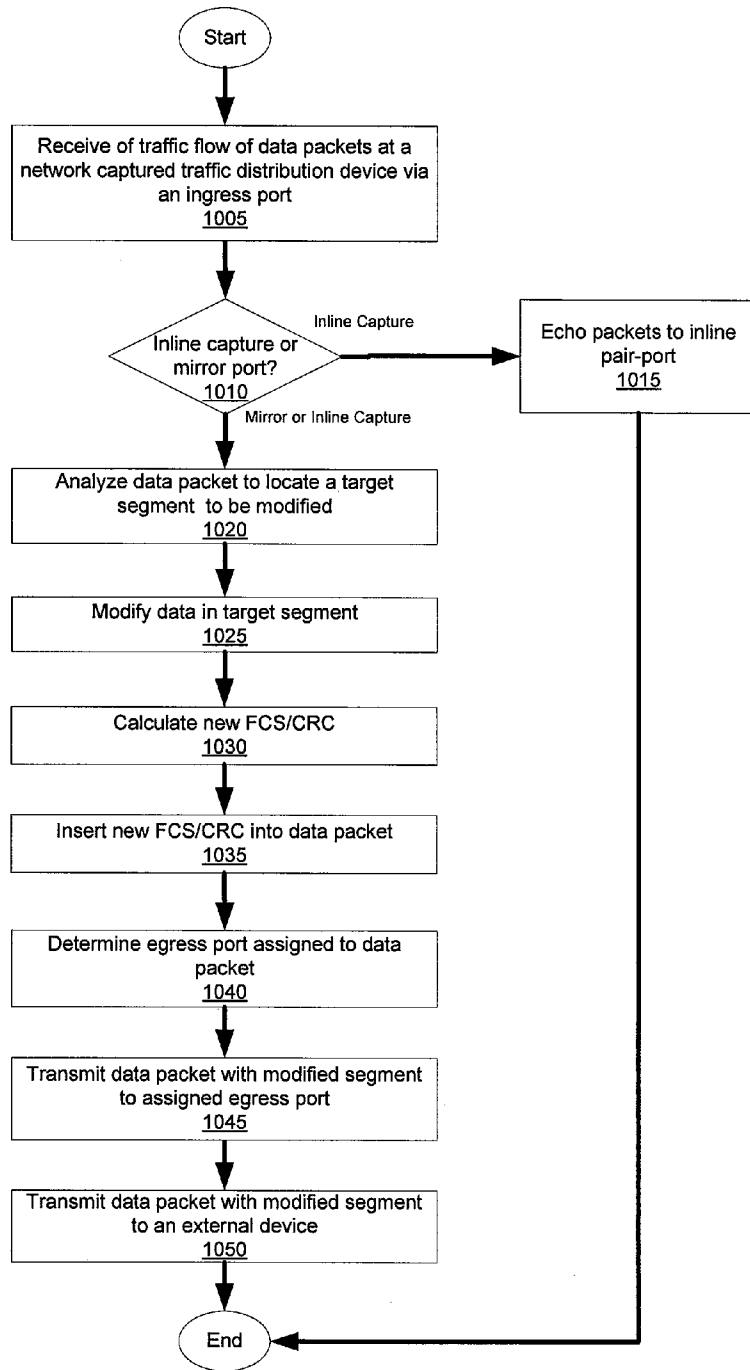 Start
Receive of traffic flow of data packets at a
network captured traffic distribution device via
an ingress port
1005
Inline capture or
mirror port?
1010
Inline Capture
Echo packets to inline
pair-port
1015
Mirror or Inline Capture
Analyze data packet to locate a target
segment to be modified
1020
Modify data in target segment
1025
Calculate new FCS/CRC
1030
Insert new FCS/CRC into data packet
1035
Determine egress port assigned to data
packet
1040
Transmit data packet with modified segment
to assigned egress port
1045
Transmit data packet with modified segment
to an external device
1050
End